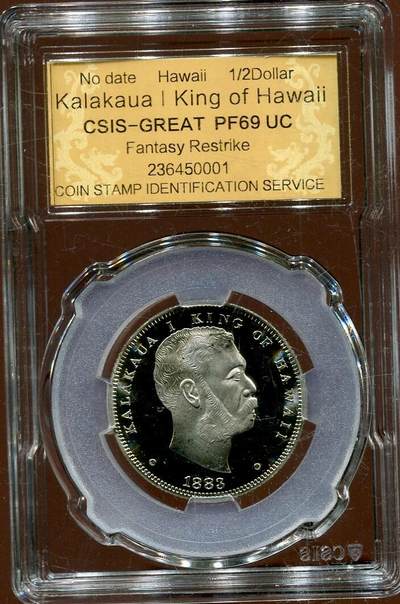 No date Hawaii 1/2Dollar
Kalakaua I King of Hawaii
CSIS-GREAT PF69 UC
Fantasy Restrike
236450001
COIN STAMP IDENTIFICATION SERVICE
KALAKAUA I KING OF HAWAII
1883
CSIS